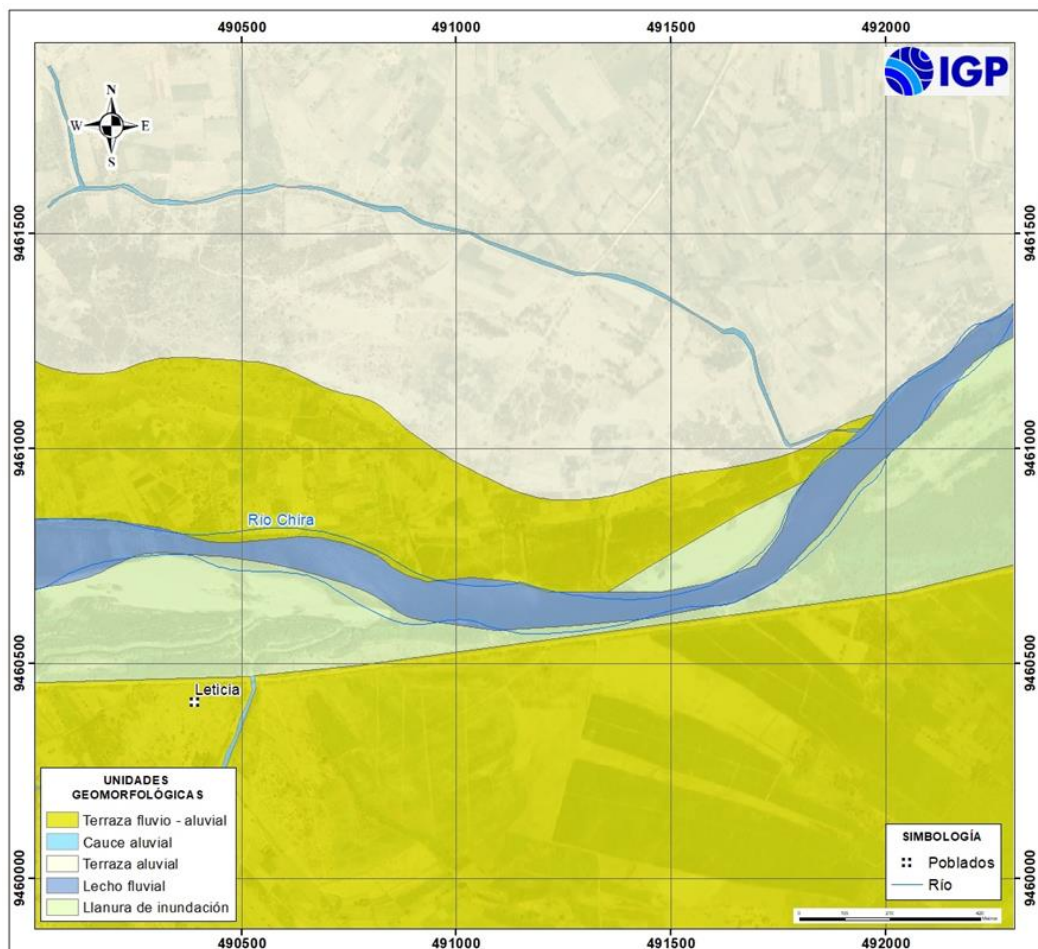 490500 491000 491500 492000
IGP
N
W E
S
9461500 9461500
9461000 9461000
Río Chira
9460500 9460500
Leticia
UNIDADES
GEOMORFOLÓGICAS
Terraza fluvio - aluvial
Cauce aluvial
Terraza aluvial
Lecho fluvial
Llanura de inundación
SIMBOLOGÍA
Poblados
Río
9460000 9460000
0
490500 491000 491500 492000